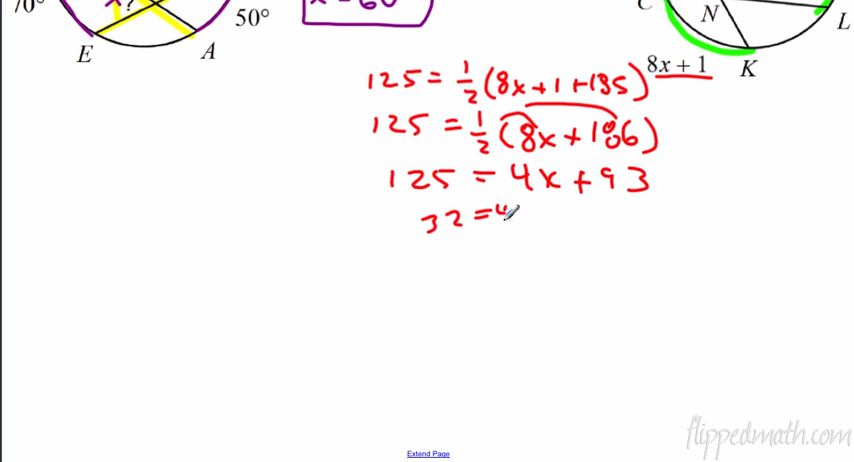 70°
x°?
50°
E
A
C
N
L
K
8x + 1
125 = 1/2 (8x + 1 + 185)
125 = 1/2 (8x + 186)
125 = 4x + 93
32 = 4
Extend Page
flippedmath.com